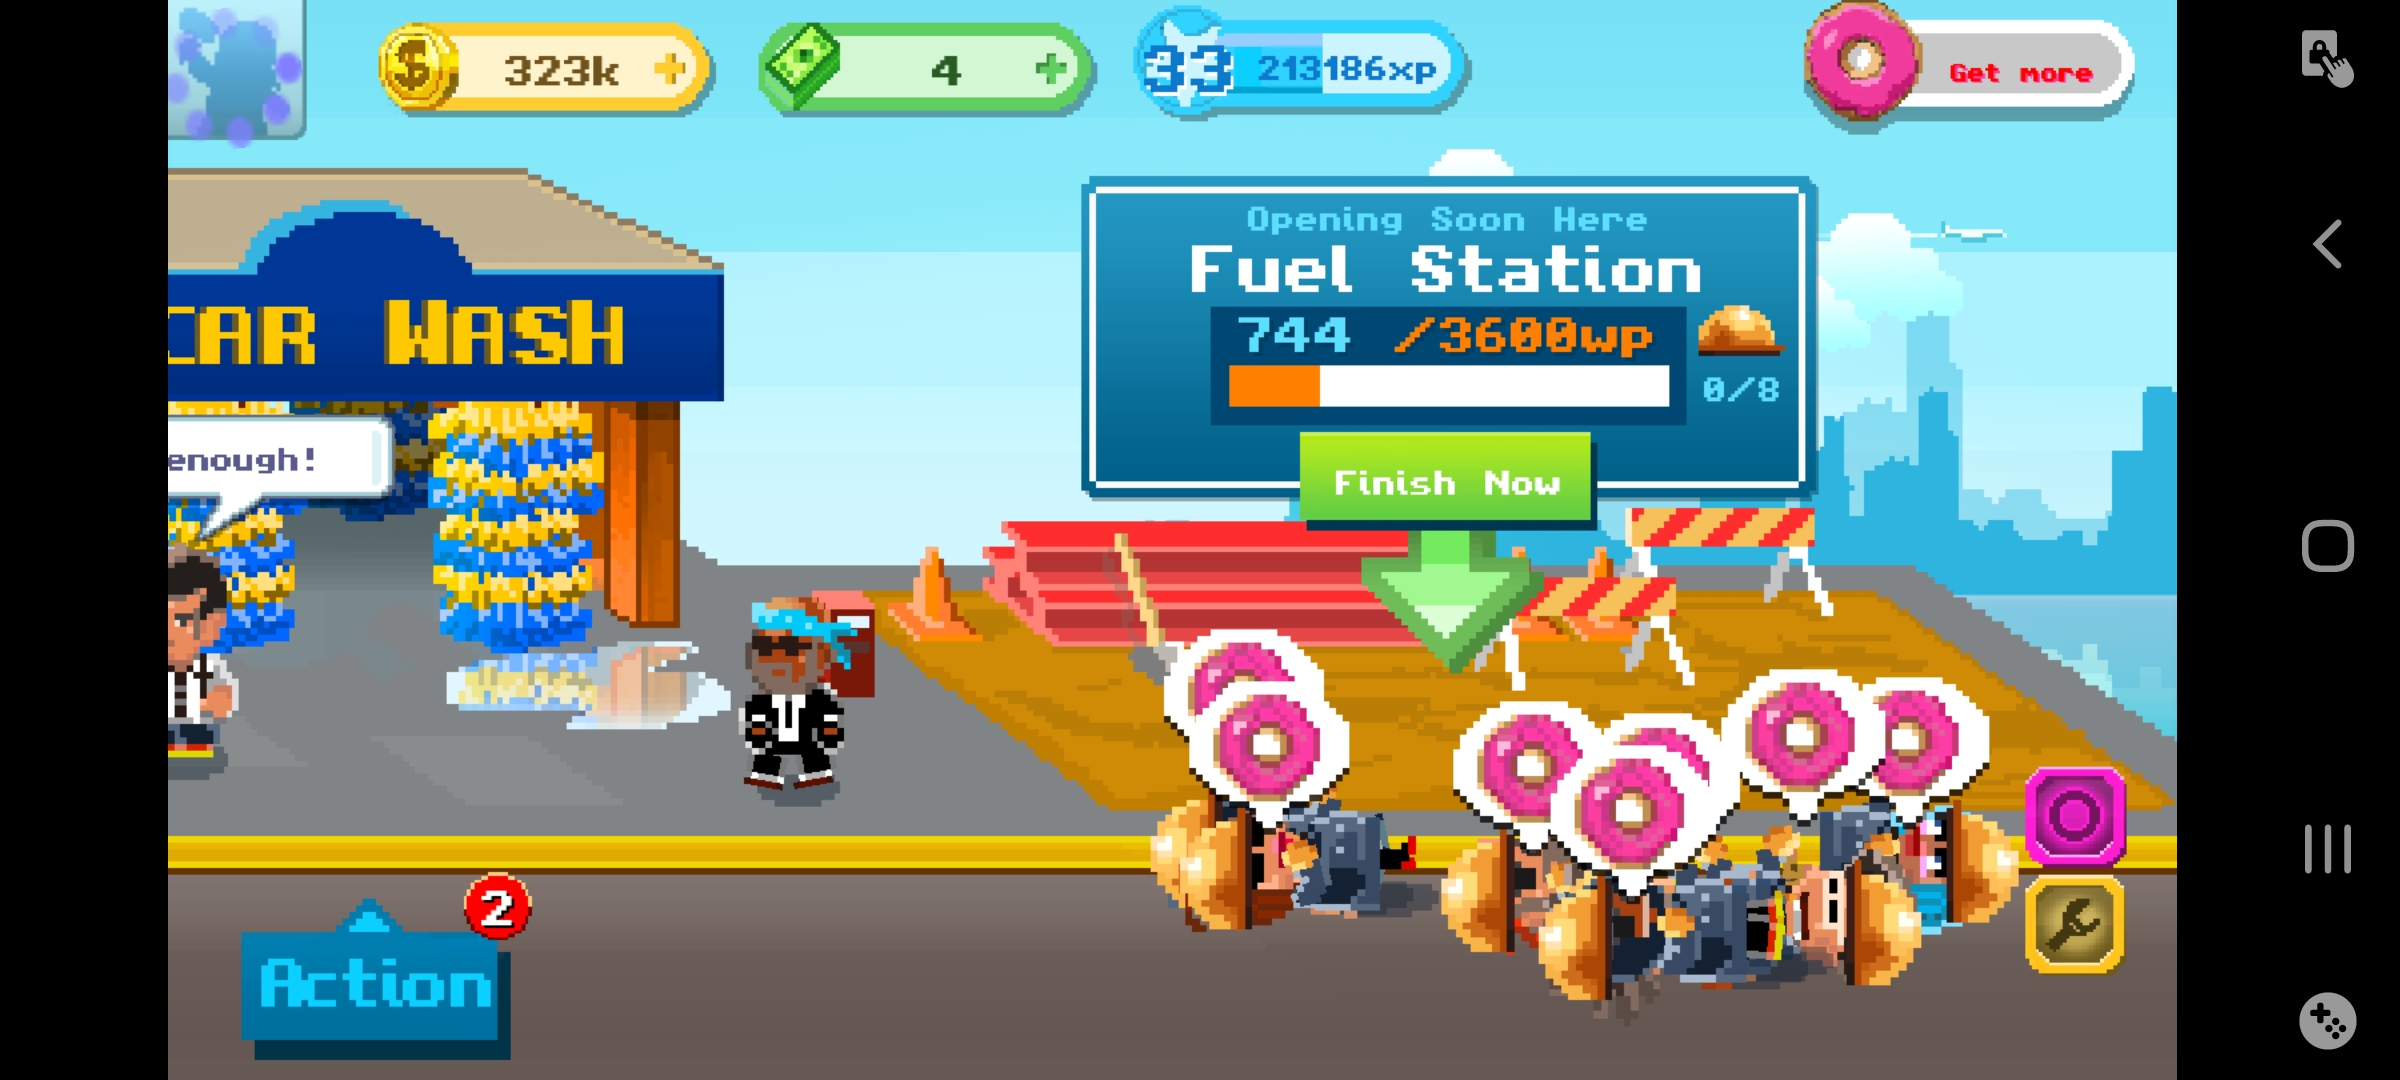 323k
4
33
213186xp
Get more
Opening Soon Here
Fuel Station
744 /3600wp
0/8
Finish Now
CAR WASH
enough!
2
Action